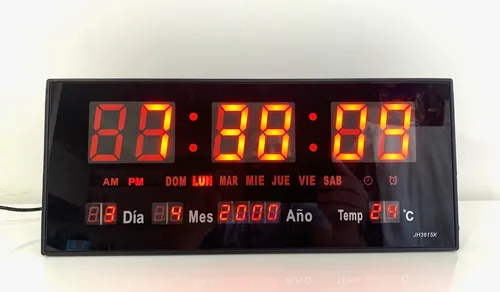 AM PM DOM LUN MAR MIE JUE VIE SAB
3 Día 4 Mes 2000 Año Temp 24 °C
JH3615X